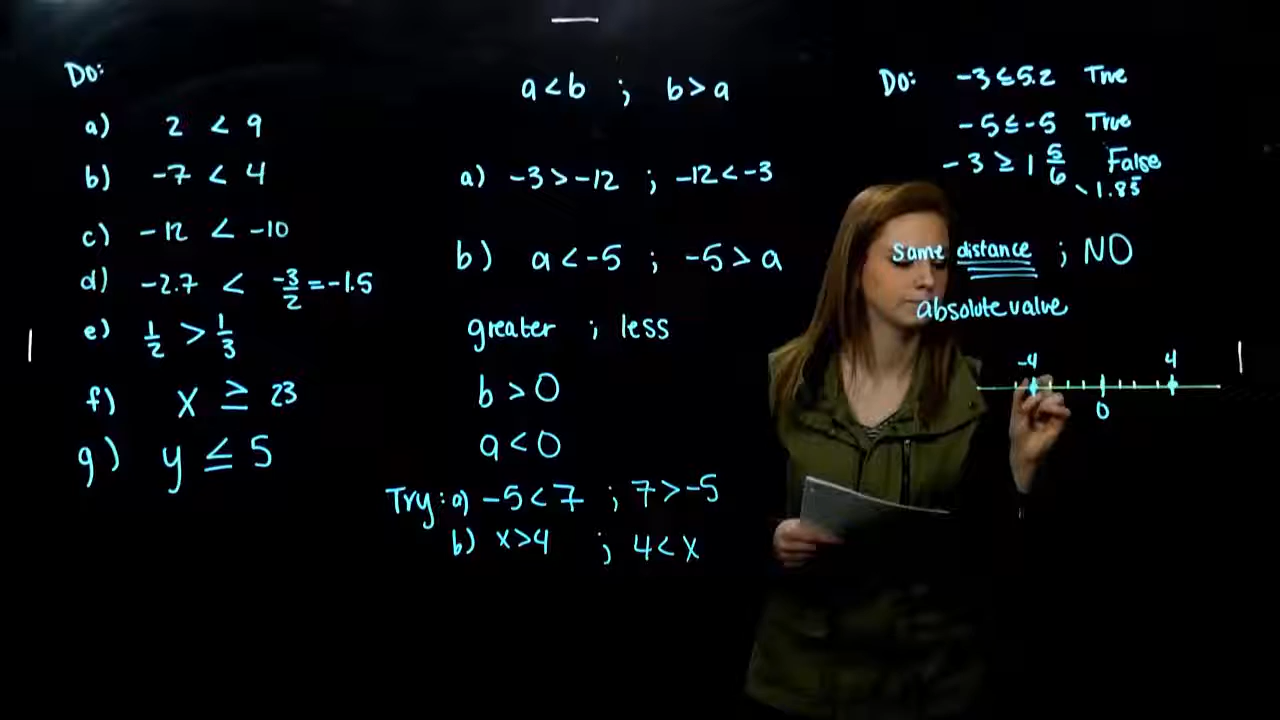 Do:
a) 2 < 9
b) -7 < 4
c) -12 < -10
d) -2.7 < -3/2 = -1.5
e) 1/2 > 1/3
f) x ≥ 23
g) y ≤ 5
a < b ; b > a
a) -3 > -12 ; -12 < -3
b) a < -5 ; -5 > a
greater ; less
b > 0
a < 0
Try: a) -5 < 7 ; 7 > -5
b) x > 4 ; 4 < x
Do: -3 ≤ 5.2 True
-5 ≤ -5 True
-3 ≥ 1 5/6 False
1.83̄
same distance ; NO
absolute value
-4 4
0